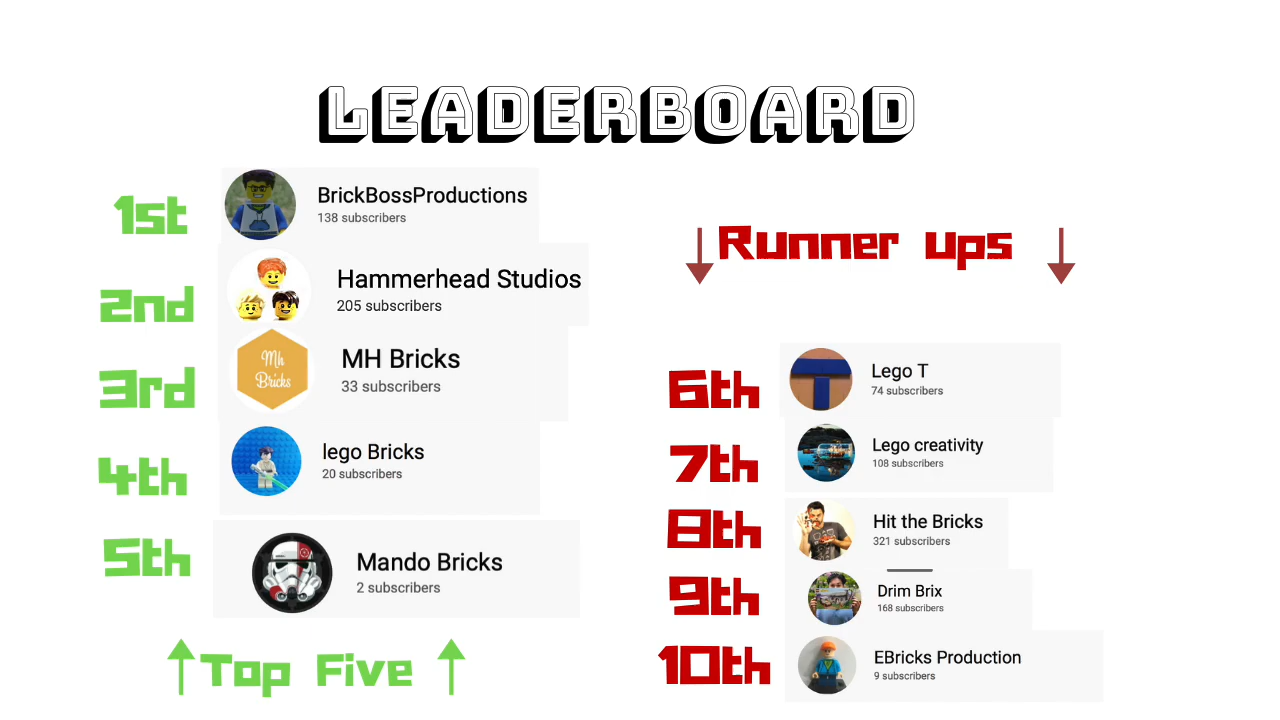 LEADERBOARD
1st
BrickBossProductions
138 subscribers
2nd
Hammerhead Studios
205 subscribers
3rd
Mh
Bricks
MH Bricks
33 subscribers
4th
lego Bricks
20 subscribers
5th
Mando Bricks
2 subscribers
Top Five
Runner ups
6th
Lego T
74 subscribers
7th
Lego creativity
108 subscribers
8th
Hit the Bricks
321 subscribers
9th
Drim Brix
168 subscribers
10th
EBricks Production
9 subscribers